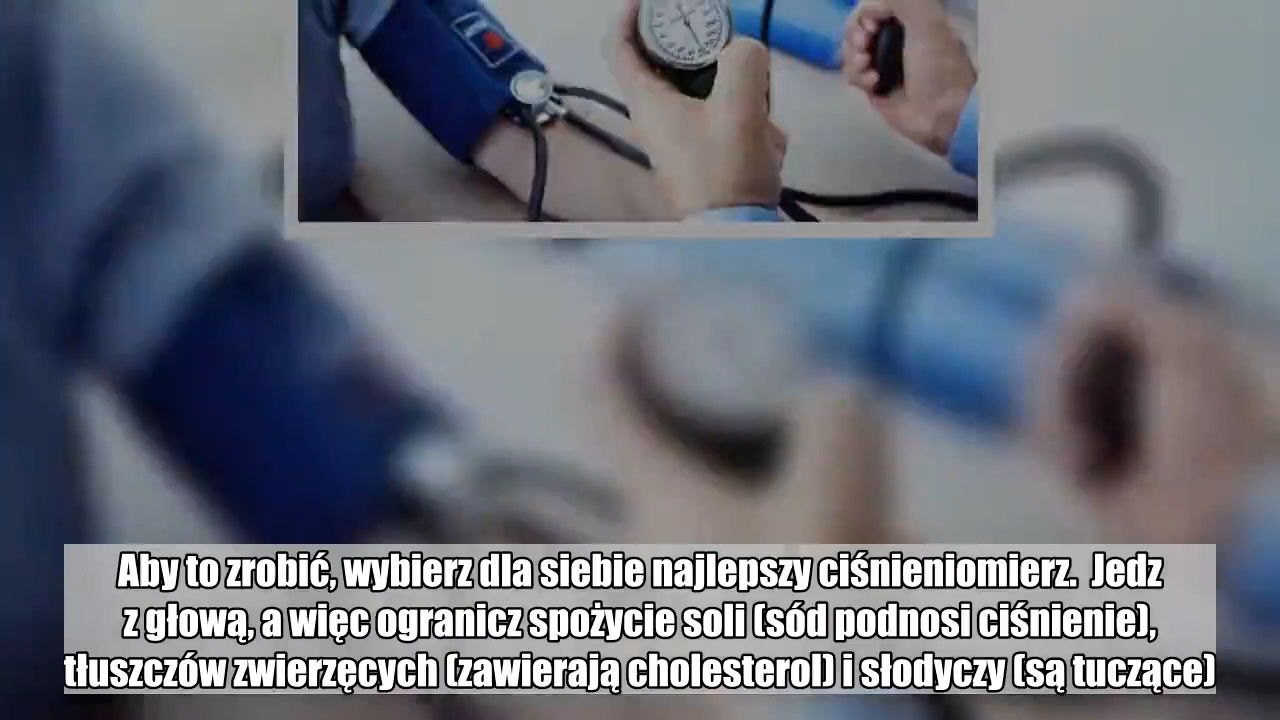 Aby to zrobić, wybierz dla siebie najlepszy ciśnieniomierz. Jedz
z głową, a więc ogranicz spożycie soli (sód podnosi ciśnienie),
tłuszczów zwierzęcych (zawierają cholesterol) i słodyczy (są tuczące)